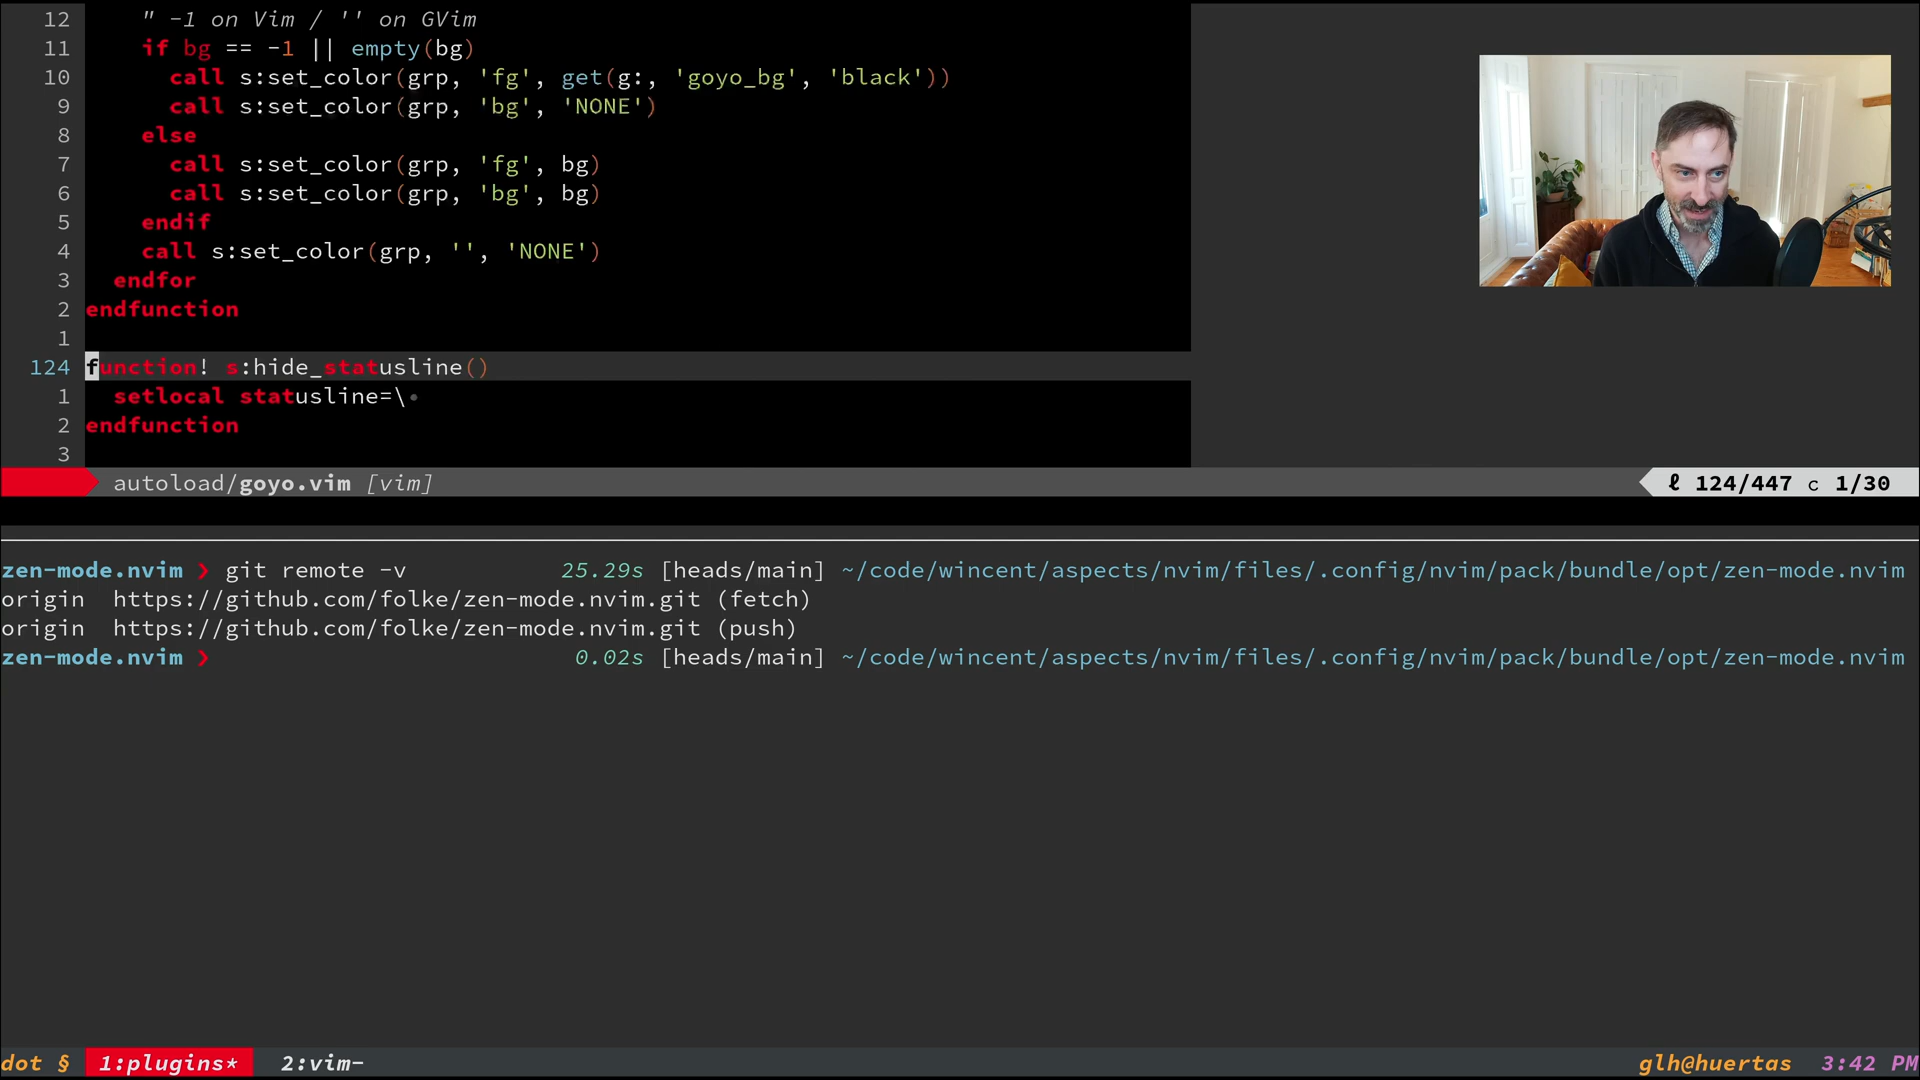 12 " -1 on Vim / '' on GVim
11 if bg == -1 || empty(bg)
10 call s:set_color(grp, 'fg', get(g:, 'goyo_bg', 'black'))
9 call s:set_color(grp, 'bg', 'NONE')
8 else
7 call s:set_color(grp, 'fg', bg)
6 call s:set_color(grp, 'bg', bg)
5 endif
4 call s:set_color(grp, '', 'NONE')
3 endfor
2 endfunction
1
124 function! s:hide_statusline()
1 setlocal statusline=\•
2 endfunction
3
autoload/goyo.vim [vim] ℓ 124/447 c 1/30
zen-mode.nvim ❯ git remote -v 25.29s [heads/main] ~/code/wincent/aspects/nvim/files/.config/nvim/pack/bundle/opt/zen-mode.nvim
origin https://github.com/folke/zen-mode.nvim.git (fetch)
origin https://github.com/folke/zen-mode.nvim.git (push)
zen-mode.nvim ❯ 0.02s [heads/main] ~/code/wincent/aspects/nvim/files/.config/nvim/pack/bundle/opt/zen-mode.nvim
dot § 1:plugins* 2:vim- glh@huertas 3:42 PM